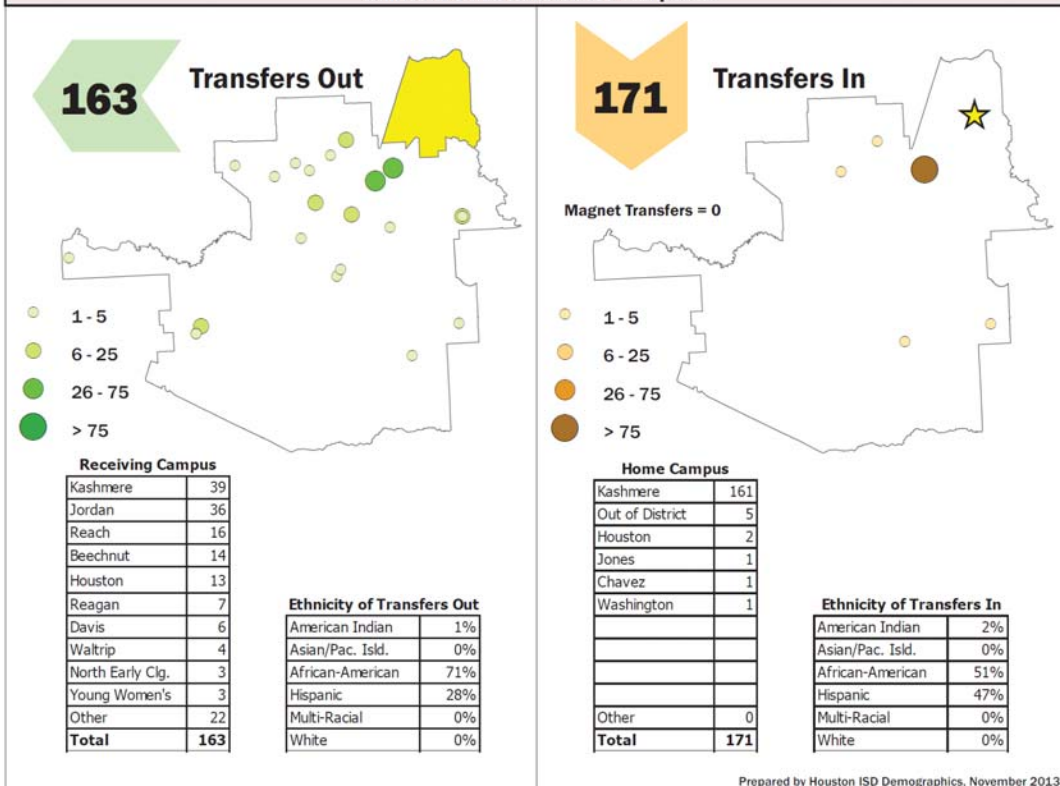 163
Transfers Out
1 - 5
6 - 25
26 - 75
> 75
Receiving Campus
Kashmere 39
Jordan 36
Reach 16
Beechnut 14
Houston 13
Reagan 7
Davis 6
Waltrip 4
North Early Clg. 3
Young Women's 3
Other 22
Total 163
Ethnicity of Transfers Out
American Indian 1%
Asian/Pac. Isld. 0%
African-American 71%
Hispanic 28%
Multi-Racial 0%
White 0%
171
Transfers In
Magnet Transfers = 0
1 - 5
6 - 25
26 - 75
> 75
Home Campus
Kashmere 161
Out of District 5
Houston 2
Jones 1
Chavez 1
Washington 1
Other 0
Total 171
Ethnicity of Transfers In
American Indian 2%
Asian/Pac. Isld. 0%
African-American 51%
Hispanic 47%
Multi-Racial 0%
White 0%
Prepared by Houston ISD Demographics, November 2013